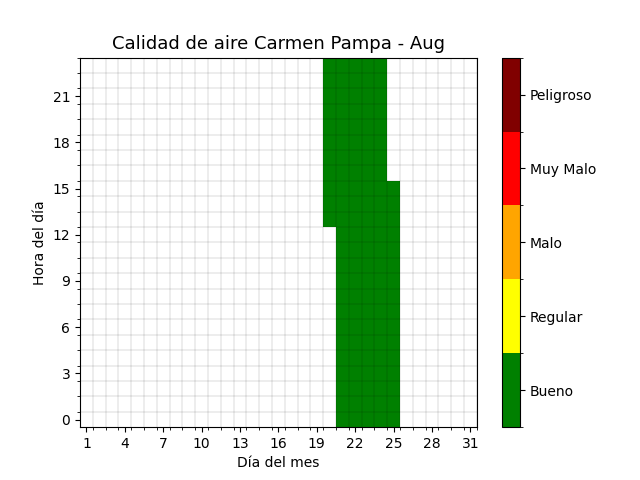 Calidad de aire Carmen Pampa - Aug
Hora del día
21
18
15
12
9
6
3
0
1 4 7 10 13 16 19 22 25 28 31
Día del mes
Peligroso
Muy Malo
Malo
Regular
Bueno